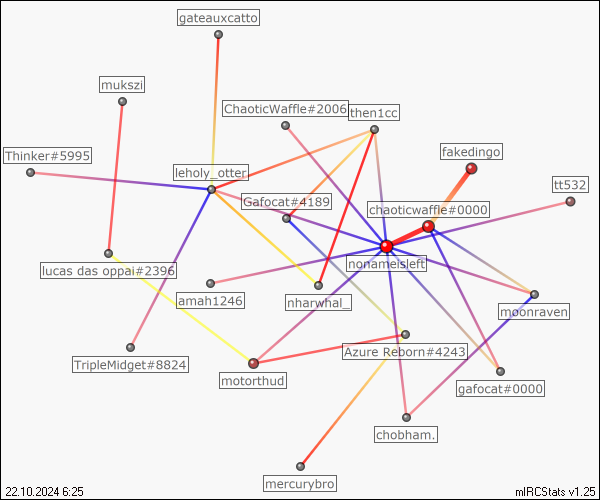 gateauxcatto
mukszi
ChaoticWaffle#2006
then1cc
Thinker#5995
fakedingo
leholy_otter
tt532
Gafocat#4189
chaoticwaffle#0000
nonameisleft
lucas das oppai#2396
amah1246
nharwhal_
moonraven
Azure Reborn#4243
TripleMidget#8824
motorthud
gafocat#0000
chobham.
mercurybro
22.10.2024 6:25
mIRCStats v1.25